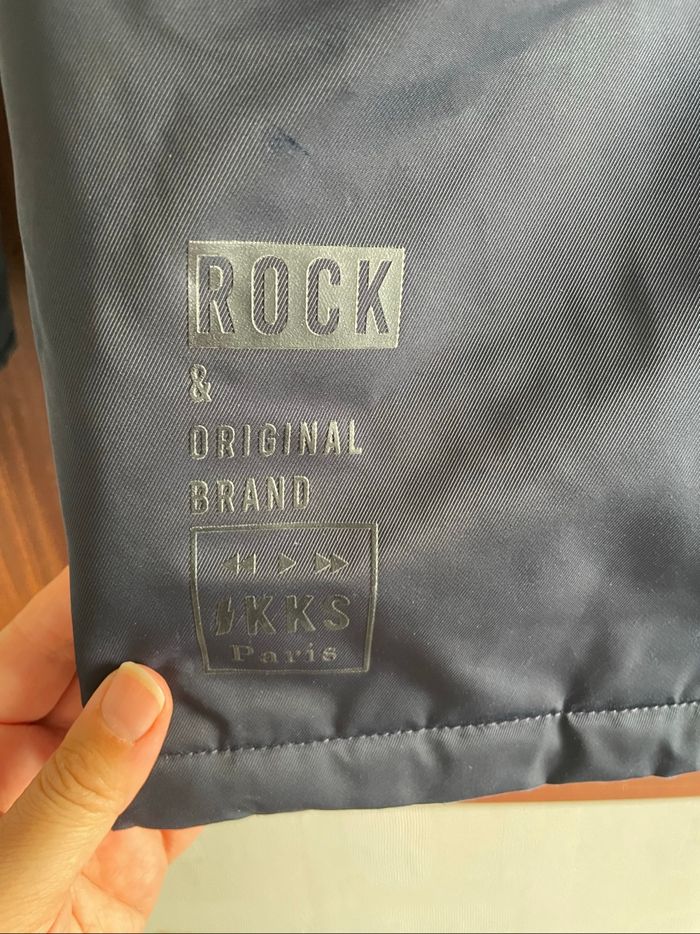 ROCK
&
ORIGINAL
BRAND
IKKS
Paris